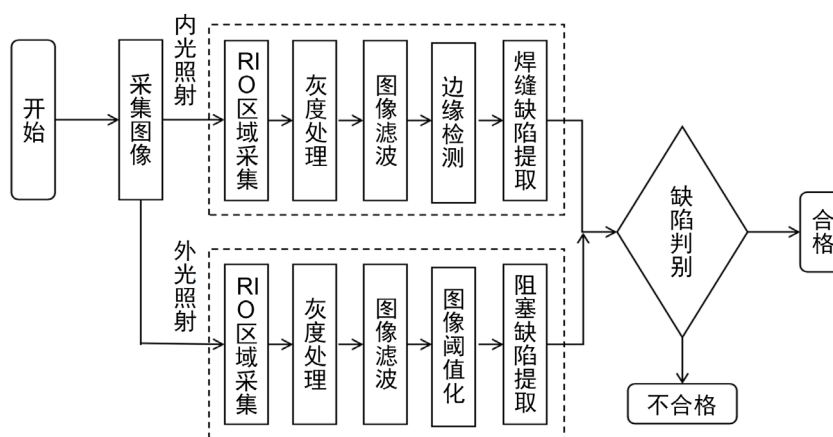 开始
采集图像
内光照射
RIO区域采集
灰度处理
图像滤波
边缘检测
焊缝缺陷提取
外光照射
RIO区域采集
灰度处理
图像滤波
图像阈值化
阻塞缺陷提取
缺陷判别
合格
不合格